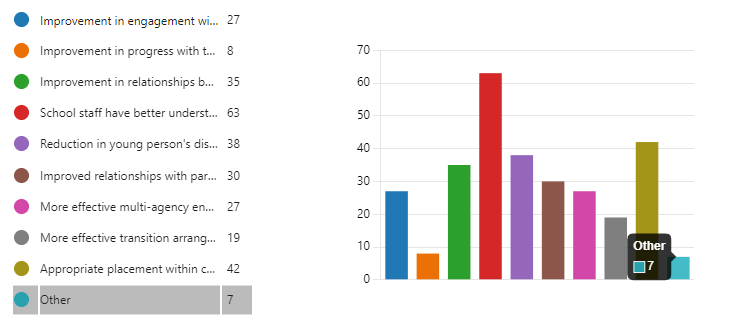 Improvement in engagement wi... 27
Improvement in progress with t... 8
Improvement in relationships b... 35
School staff have better underst... 63
Reduction in young person's dis... 38
Improved relationships with par... 30
More effective multi-agency en... 27
More effective transition arrang... 19
Appropriate placement within c... 42
Other 7
70
60
50
40
30
20
10
0
Other
7